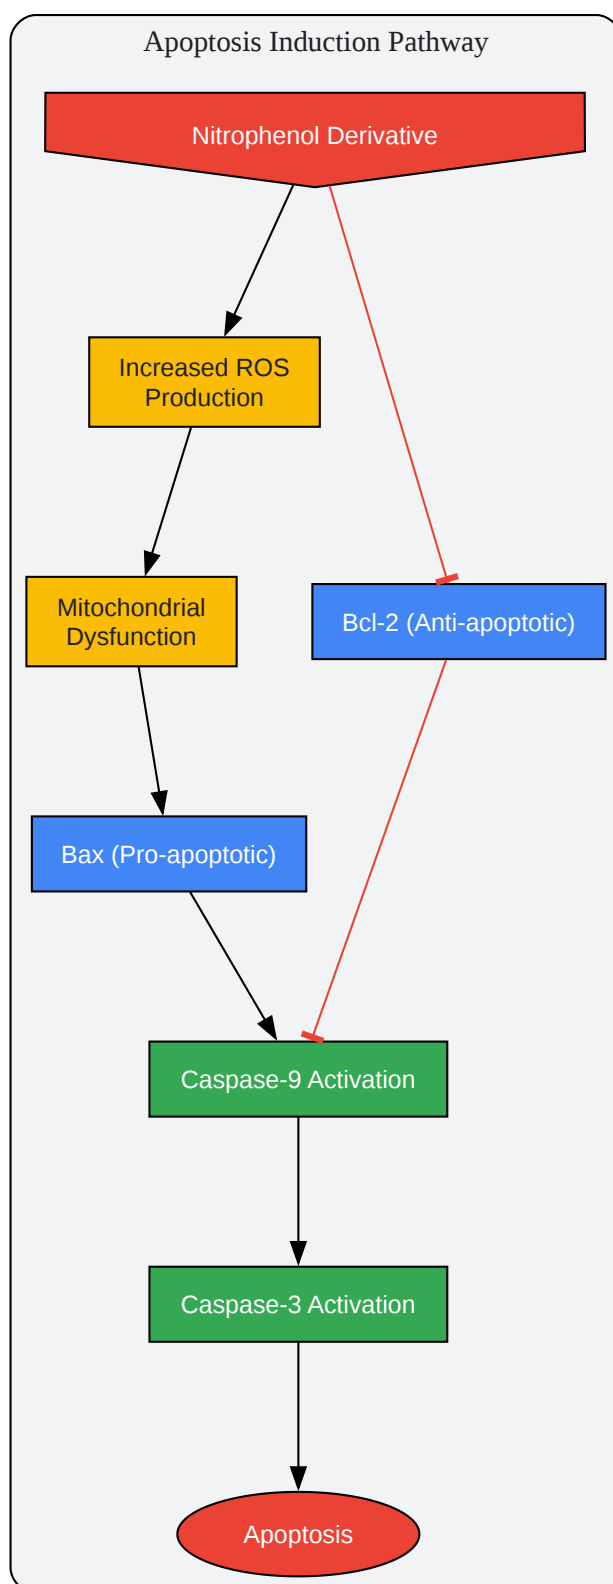 Apoptosis Induction Pathway
Nitrophenol Derivative
Increased ROS
Production
Mitochondrial
Dysfunction
Bcl-2 (Anti-apoptotic)
Bax (Pro-apoptotic)
Caspase-9 Activation
Caspase-3 Activation
Apoptosis